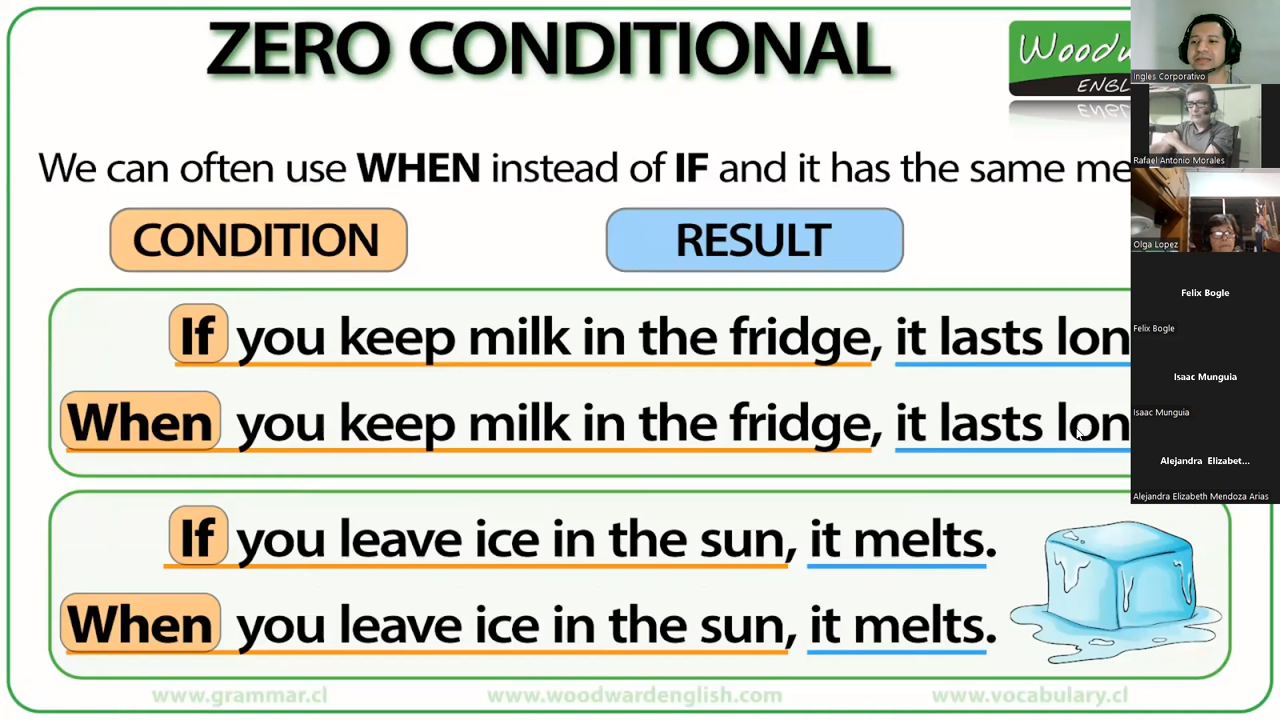 ZERO CONDITIONAL
ENGL
We can often use WHEN instead of IF and it has the same
CONDITION
RESULT
If you keep milk in the fridge, it lasts lon
When you keep milk in the fridge, it lasts lon
If you leave ice in the sun, it melts.
When you leave ice in the sun, it melts.
www.grammar.cl
www.woodwardenglish.com
www.vocabulary.cl
Ingles Corporativo
Rafael Antonio Morales
Olga Lopez
Felix Bogle
Felix Bogle
Isaac Munguia
Isaac Munguia
Alejandra Elizabet...
Alejandra Elizabeth Mendoza Arias